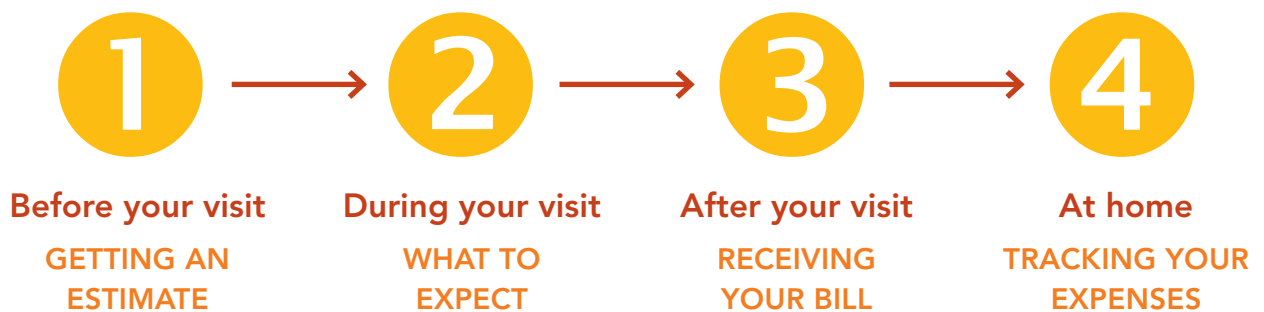 1
2
3
4
Before your visit
GETTING AN
ESTIMATE
During your visit
WHAT TO
EXPECT
After your visit
RECEIVING
YOUR BILL
At home
TRACKING YOUR
EXPENSES